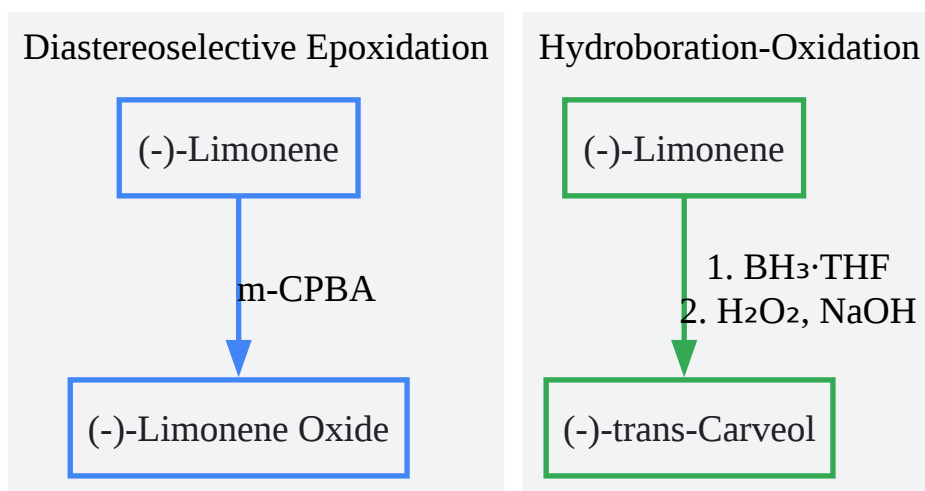 Diastereoselective Epoxidation
(-)-Limonene
m-CPBA
(-)-Limonene Oxide
Hydroboration-Oxidation
(-)-Limonene
1. BH₃·THF
2. H₂O₂, NaOH
(-)-trans-Carveol